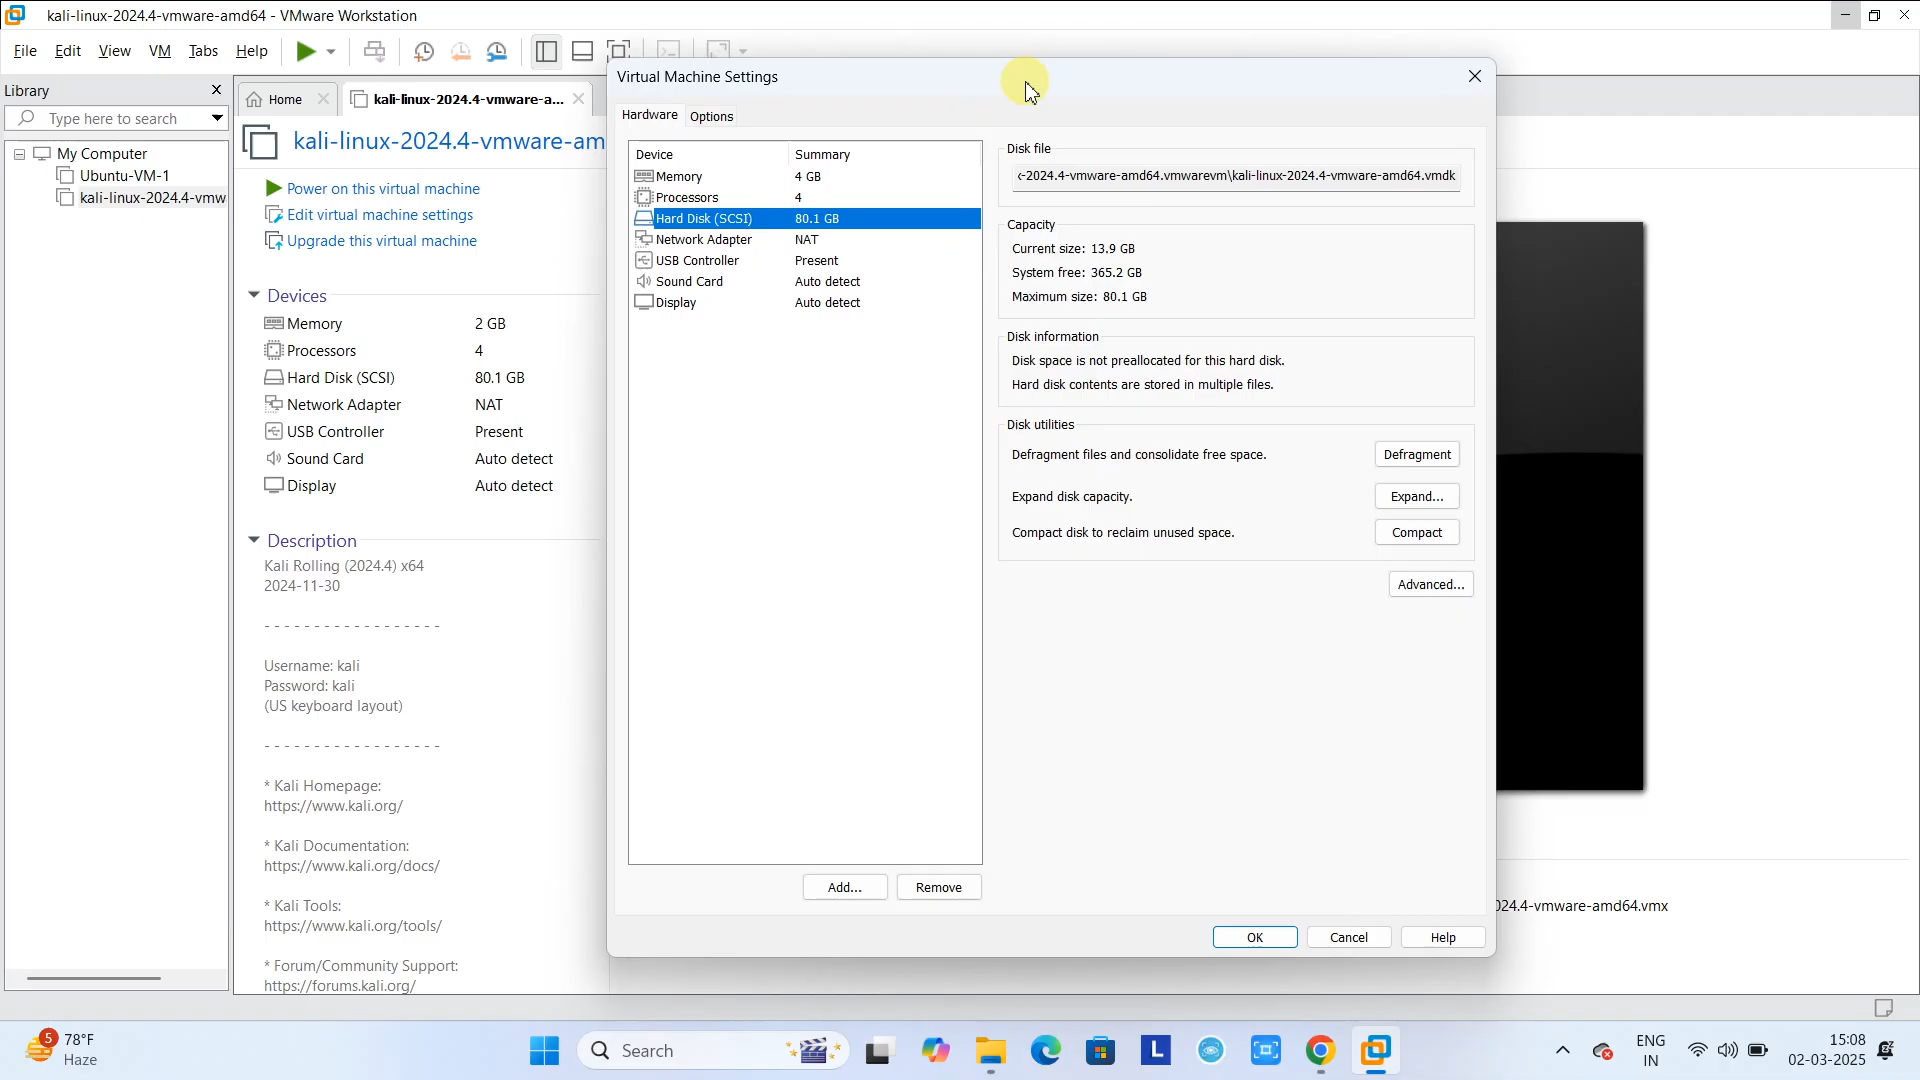 kali-linux-2024.4-vmware-amd64 - VMware Workstation
File Edit View VM Tabs Help
Library
Type here to search
My Computer
Ubuntu-VM-1
kali-linux-2024.4-vmw
Home
kali-linux-2024.4-vmware-a...
kali-linux-2024.4-vmware-am
Power on this virtual machine
Edit virtual machine settings
Upgrade this virtual machine
Devices
Memory 2 GB
Processors 4
Hard Disk (SCSI) 80.1 GB
Network Adapter NAT
USB Controller Present
Sound Card Auto detect
Display Auto detect
Description
Kali Rolling (2024.4) x64
2024-11-30
- - - - - - - - - - - - - - - - - -
Username: kali
Password: kali
(US keyboard layout)
- - - - - - - - - - - - - - - - - -
* Kali Homepage:
https://www.kali.org/
* Kali Documentation:
https://www.kali.org/docs/
* Kali Tools:
https://www.kali.org/tools/
* Forum/Community Support:
https://forums.kali.org/
Virtual Machine Settings
Hardware Options
Device Summary
Memory 4 GB
Processors 4
Hard Disk (SCSI) 80.1 GB
Network Adapter NAT
USB Controller Present
Sound Card Auto detect
Display Auto detect
Add... Remove
Disk file
-2024.4-vmware-amd64.vmwarevm\kali-linux-2024.4-vmware-amd64.vmdk
Capacity
Current size: 13.9 GB
System free: 365.2 GB
Maximum size: 80.1 GB
Disk information
Disk space is not preallocated for this hard disk.
Hard disk contents are stored in multiple files.
Disk utilities
Defragment files and consolidate free space. Defragment
Expand disk capacity. Expand...
Compact disk to reclaim unused space. Compact
Advanced...
OK Cancel Help
024.4-vmware-amd64.vmx
5
78°F
Haze
Search
L
ENG
IN
15:08
02-03-2025